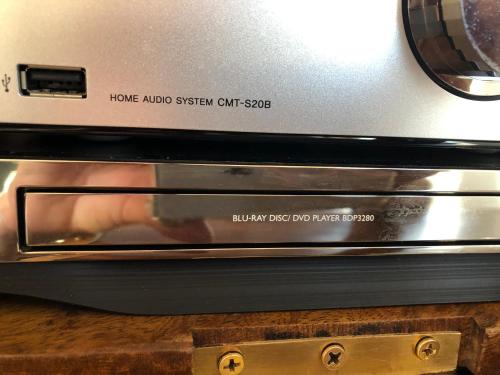 HOME AUDIO SYSTEM CMT-S20B
BLU-RAY DISC/ DVD PLAYER BDP3280